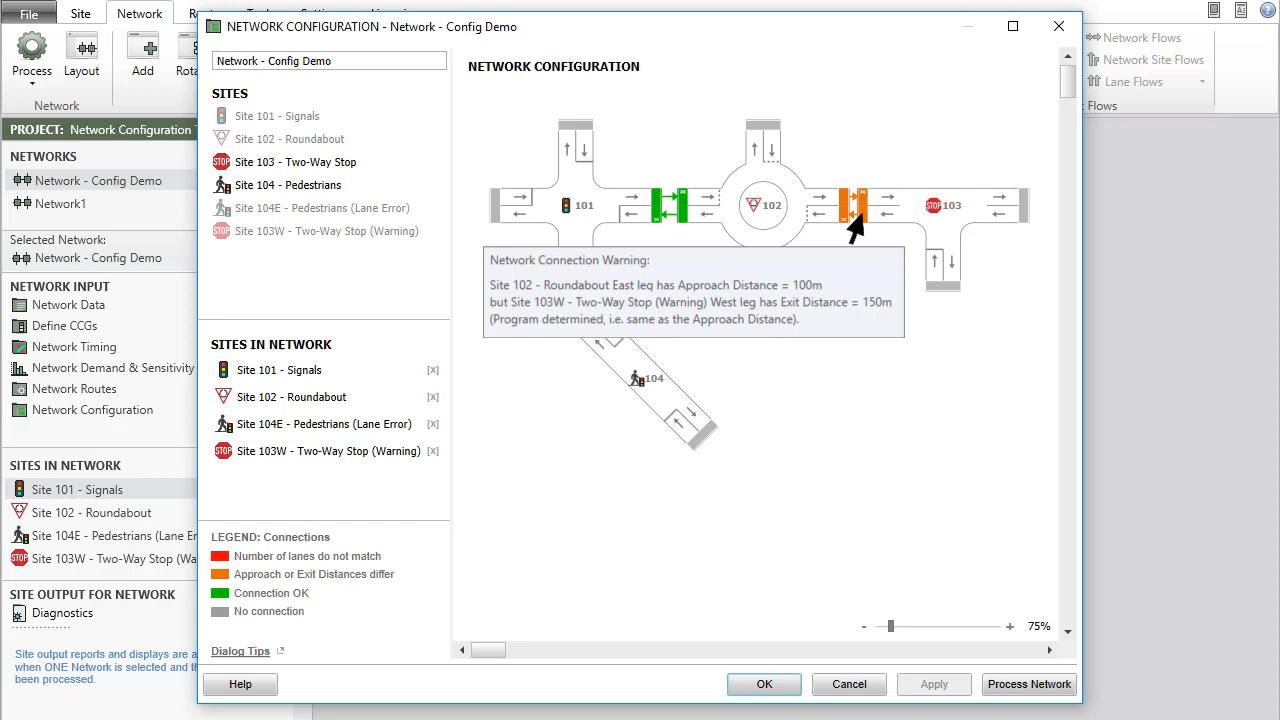 File
Site
Network
NETWORK CONFIGURATION - Network - Config Demo
Process
Layout
Add
Network
Network Flows
Network Site Flows
Lane Flows
Flows
PROJECT: Network Configuration
NETWORKS
Network - Config Demo
Network1
Selected Network:
Network - Config Demo
NETWORK INPUT
Network Data
Define CCGs
Network Timing
Network Demand & Sensitivity
Network Routes
Network Configuration
SITES IN NETWORK
Site 101 - Signals
Site 102 - Roundabout
Site 104E - Pedestrians (Lane Er
Site 103W - Two-Way Stop (Wa
SITE OUTPUT FOR NETWORK
Diagnostics
Site output reports and displays are a
when ONE Network is selected and th
been processed.
Network - Config Demo
SITES
Site 101 - Signals
Site 102 - Roundabout
STOP Site 103 - Two-Way Stop
Site 104 - Pedestrians
Site 104E - Pedestrians (Lane Error)
STOP Site 103W - Two-Way Stop (Warning)
SITES IN NETWORK
Site 101 - Signals [X]
Site 102 - Roundabout [X]
Site 104E - Pedestrians (Lane Error) [X]
STOP Site 103W - Two-Way Stop (Warning) [X]
LEGEND: Connections
Number of lanes do not match
Approach or Exit Distances differ
Connection OK
No connection
Dialog Tips
NETWORK CONFIGURATION
101
102
STOP 103
Network Connection Warning:
Site 102 - Roundabout East leg has Approach Distance = 100m
but Site 103W - Two-Way Stop (Warning) West leg has Exit Distance = 150m
(Program determined, i.e. same as the Approach Distance).
104
- + 75%
Help
OK
Cancel
Apply
Process Network